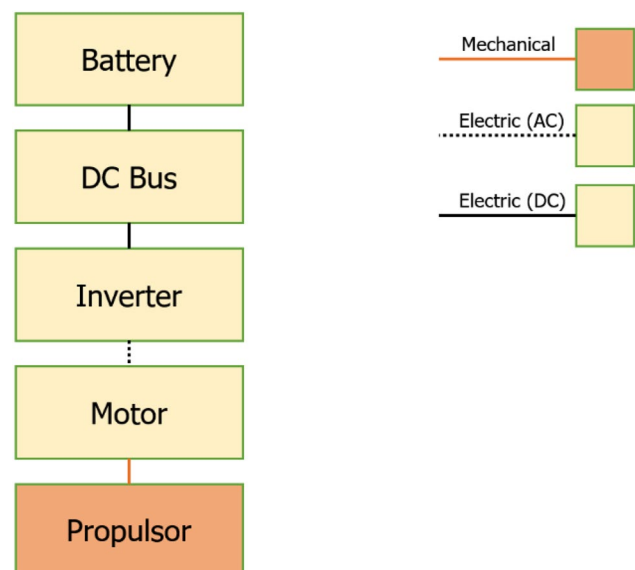 Battery
DC Bus
Inverter
Motor
Propulsor
Mechanical
Electric (AC)
Electric (DC)